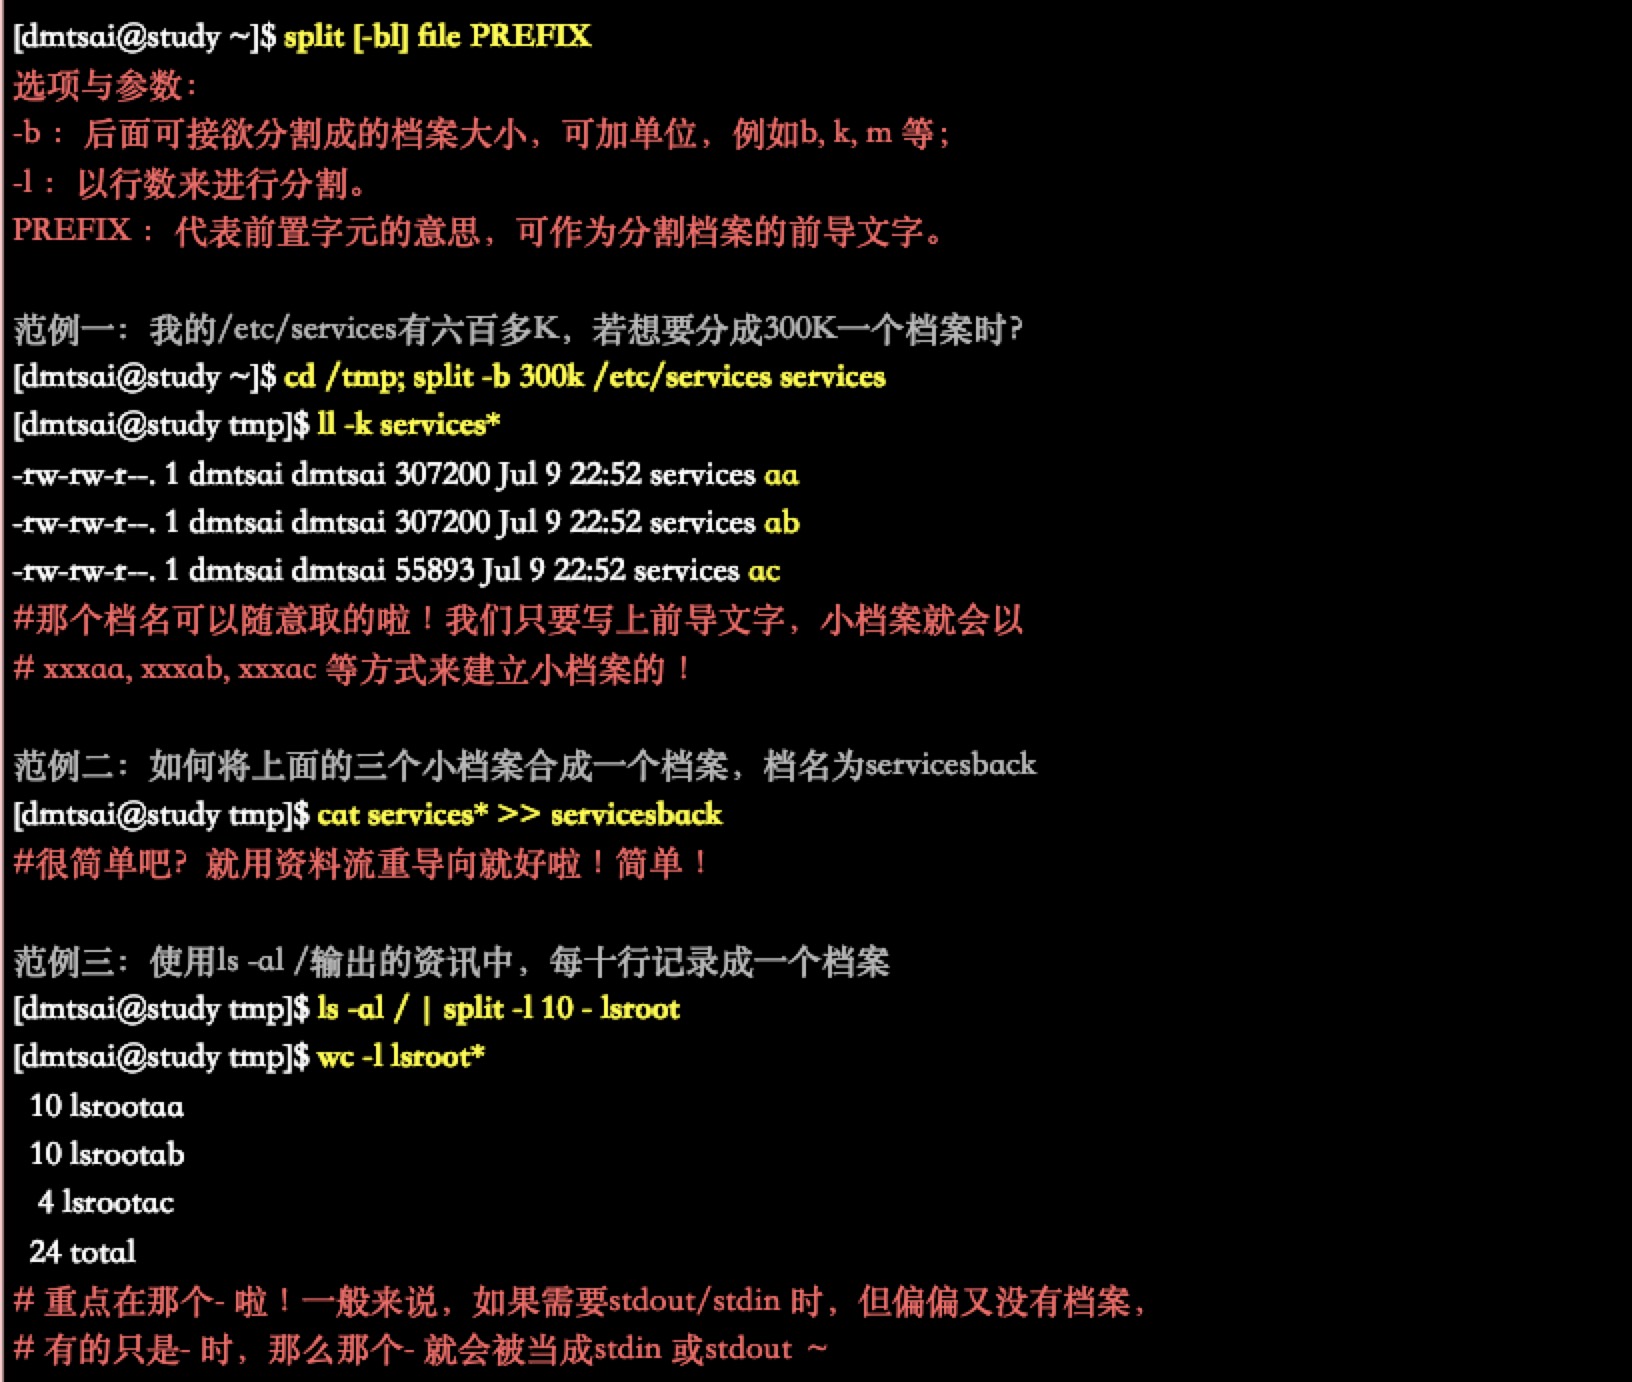 [dmtsai@study ~]$ split [-bl] file PREFIX
选项与参数：
-b ：后面可接欲分割成的档案大小，可加单位，例如b, k, m 等；
-l ：以行数来进行分割。
PREFIX ：代表前置字元的意思，可作为分割档案的前导文字。
范例一：我的/etc/services有六百多K，若想要分成300K一个档案时？
[dmtsai@study ~]$ cd /tmp; split -b 300k /etc/services services
[dmtsai@study tmp]$ ll -k services*
-rw-rw-r--. 1 dmtsai dmtsai 307200 Jul 9 22:52 services aa
-rw-rw-r--. 1 dmtsai dmtsai 307200 Jul 9 22:52 services ab
-rw-rw-r--. 1 dmtsai dmtsai 55893 Jul 9 22:52 services ac
#那个档名可以随意取的啦！我们只要写上前导文字，小档案就会以
# xxxaa, xxxab, xxxac 等方式来建立小档案的！
范例二：如何将上面的三个小档案合成一个档案，档名为servicesback
[dmtsai@study tmp]$ cat services* >> servicesback
#很简单吧？就用资料流重导向就好啦！简单！
范例三：使用ls -al /输出的资讯中，每十行记录成一个档案
[dmtsai@study tmp]$ ls -al / | split -l 10 - lsroot
[dmtsai@study tmp]$ wc -l lsroot*
10 lsrootaa
10 lsrootab
4 lsrootac
24 total
# 重点在那个- 啦！一般来说，如果需要stdout/stdin 时，但偏偏又没有档案，
# 有的只是- 时，那么那个- 就会被当成stdin 或stdout ～